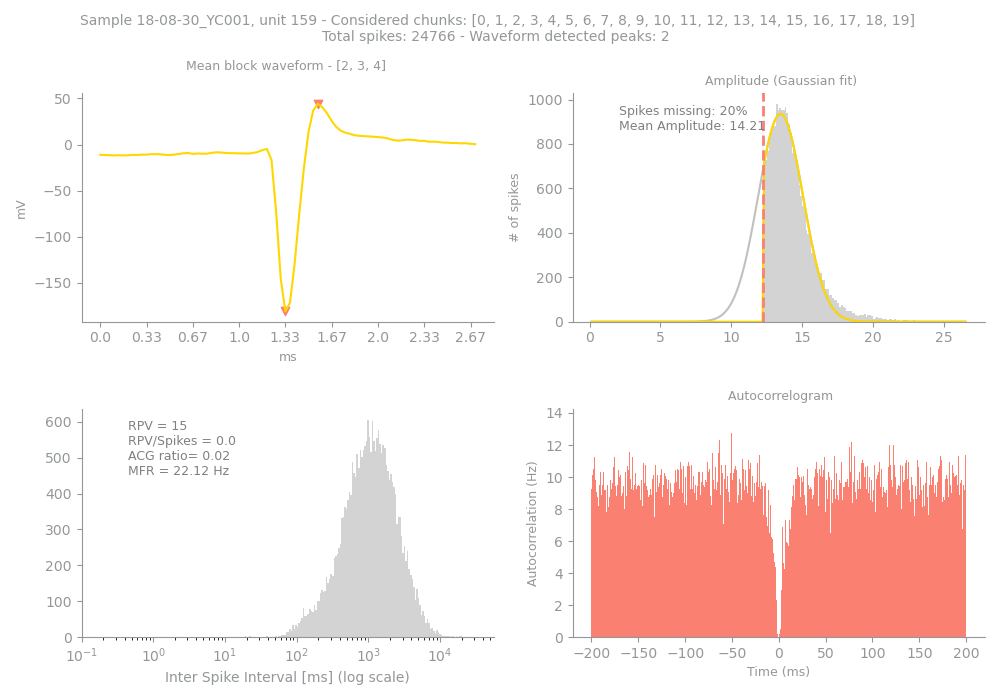 Sample 18-08-30_YC001, unit 159 - Considered chunks: [0, 1, 2, 3, 4, 5, 6, 7, 8, 9, 10, 11, 12, 13, 14, 15, 16, 17, 18, 19]
Total spikes: 24766 - Waveform detected peaks: 2
Mean block waveform - [2, 3, 4]
50
0
−50
−100
−150
mV
0.0 0.33 0.67 1.0 1.33 1.67 2.0 2.33 2.67
ms
Amplitude (Gaussian fit)
Spikes missing: 20%
Mean Amplitude: 14.21
1000
800
600
400
200
0
# of spikes
0 5 10 15 20 25
RPV = 15
RPV/Spikes = 0.0
ACG ratio= 0.02
MFR = 22.12 Hz
600
500
400
300
200
100
0
10⁻¹ 10⁰ 10¹ 10² 10³ 10⁴
Inter Spike Interval [ms] (log scale)
Autocorrelogram
14
12
10
8
6
4
2
0
Autocorrelation (Hz)
−200 −150 −100 −50 0 50 100 150 200
Time (ms)